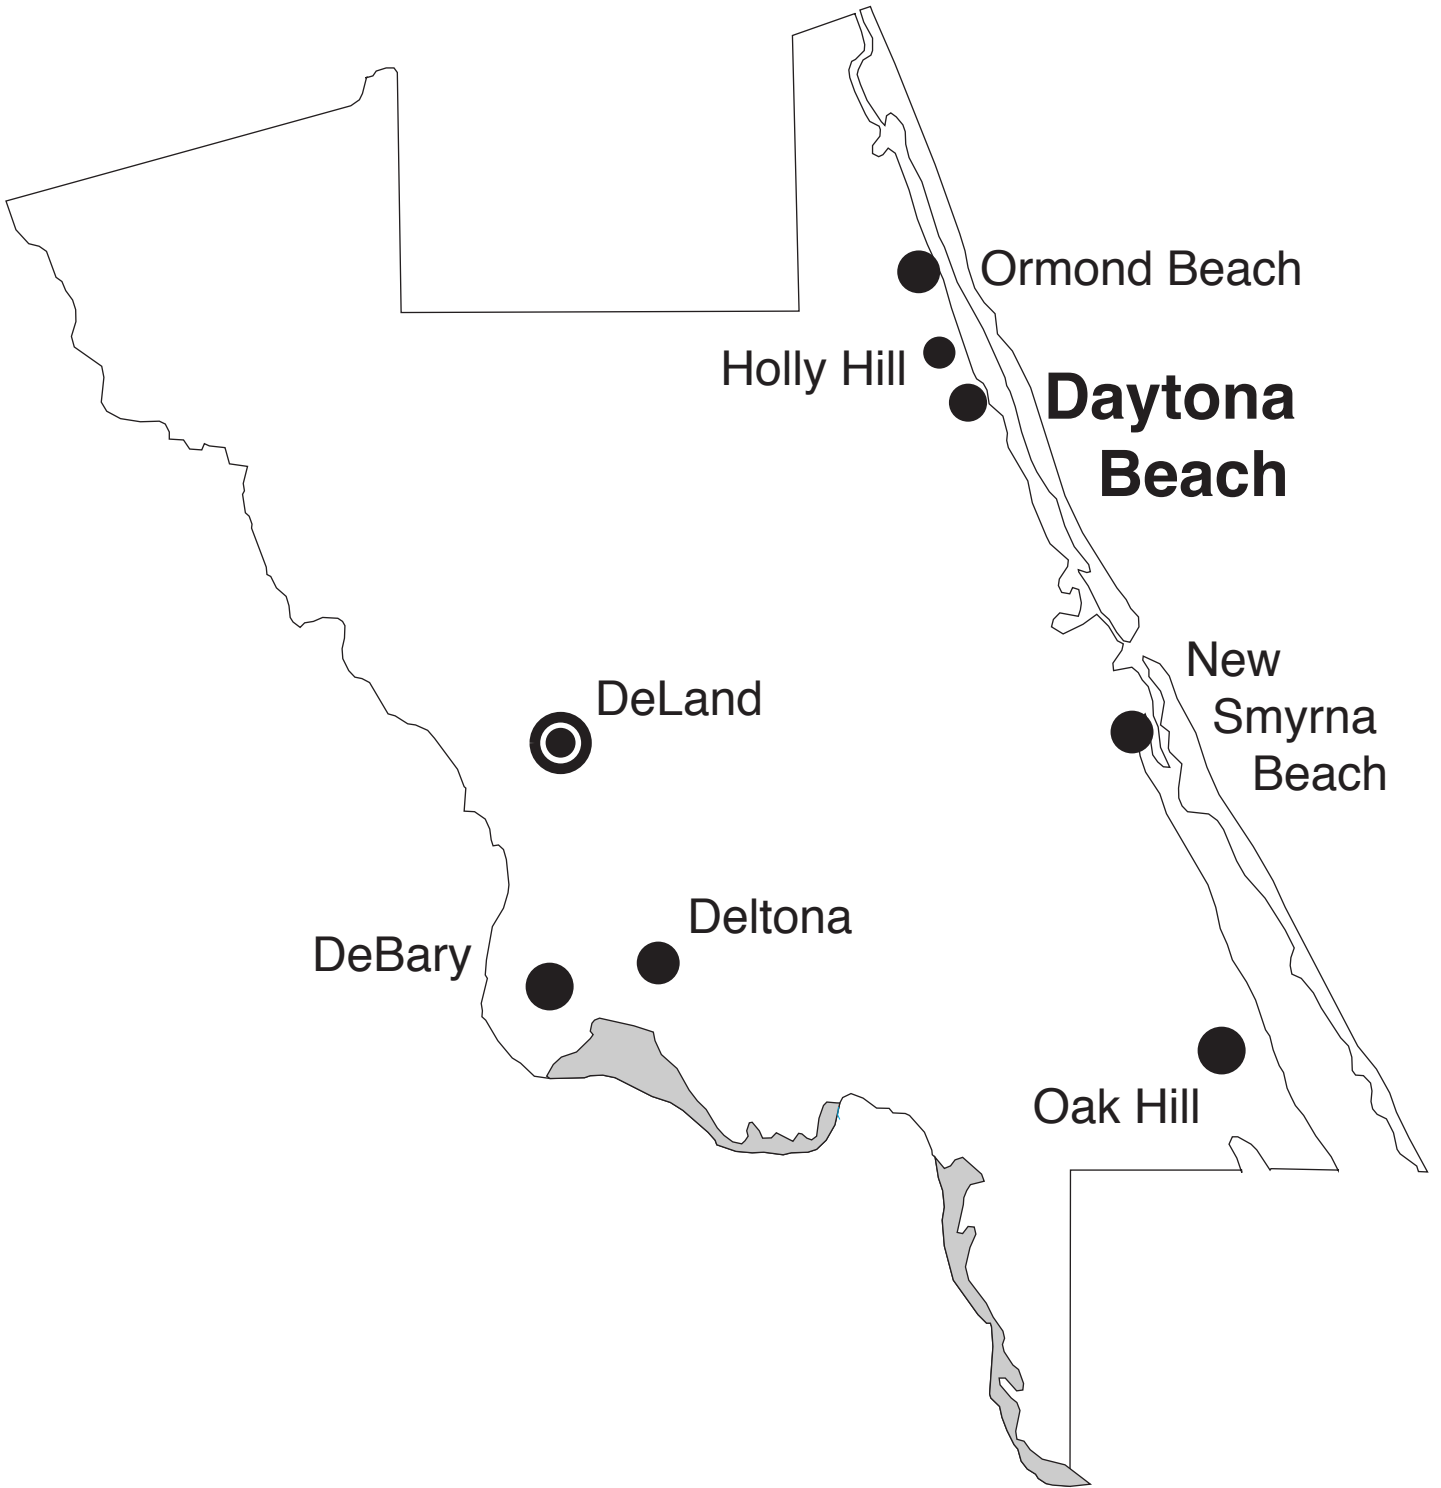 Ormond Beach
Holly Hill
Daytona
Beach
New
Smyrna
Beach
DeLand
Deltona
DeBary
Oak Hill